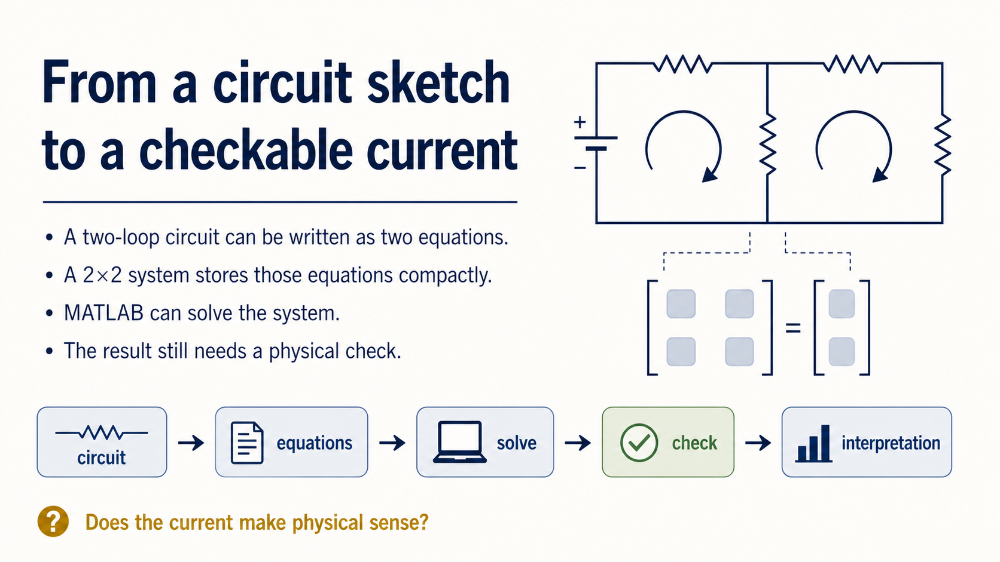 From a circuit sketch
to a checkable current
• A two-loop circuit can be written as two equations.
• A 2×2 system stores those equations compactly.
• MATLAB can solve the system.
• The result still needs a physical check.
+
−
=
circuit
equations
solve
check
interpretation
? Does the current make physical sense?